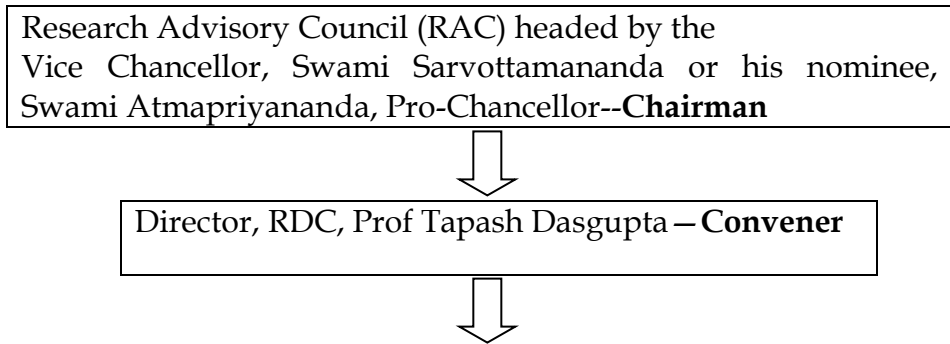 Research Advisory Council (RAC) headed by the
Vice Chancellor, Swami Sarvottamananda or his nominee,
Swami Atmapriyananda, Pro-Chancellor--Chairman
Director, RDC, Prof Tapash Dasgupta—Convener